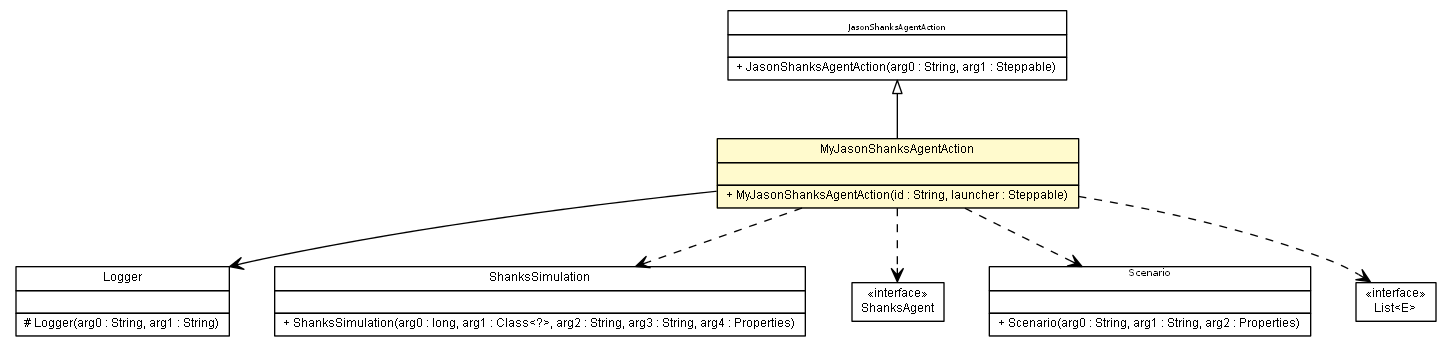 JasonShanksAgentAction
+ JasonShanksAgentAction(arg0 : String, arg1 : Steppable)
MyJasonShanksAgentAction
+ MyJasonShanksAgentAction(id : String, launcher : Steppable)
Logger
# Logger(arg0 : String, arg1 : String)
ShanksSimulation
+ ShanksSimulation(arg0 : long, arg1 : Class<?>, arg2 : String, arg3 : String, arg4 : Properties)
«interface»
ShanksAgent
Scenario
+ Scenario(arg0 : String, arg1 : String, arg2 : Properties)
«interface»
List<E>